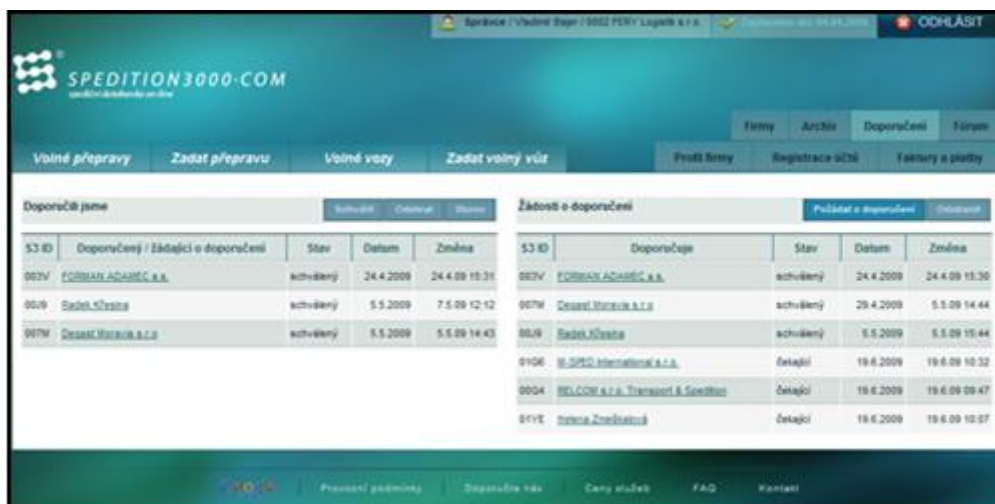 Správce / Vladimír Bajer / 0002 PERY Logistik s.r.o.
ODHLÁSIT
SPEDITION3000·COM
Firmy Archiv Doporučení Fórum
Volné přepravy Zadat přepravu Volné vozy Zadat volný vůz Profil firmy Registrace účtů Faktury a platby
Doporučili jsme
Schválit Odebrat Storno
Žádosti o doporučení
Požádat o doporučení Odstranit
S3 ID Doporučený / žádající o doporučení Stav Datum Změna
003V FORMAN ADAMEC a.s. schválený 24.4.2009 24.4.09 15:31
00J9 Radek Křesina schválený 5.5.2009 7.5.09 12:12
007M Degast Moravia s.r.o schválený 5.5.2009 5.5.09 14:43
S3 ID Doporučuje Stav Datum Změna
003V FORMAN ADAMEC a.s. schválený 24.4.2009 24.4.09 15:30
007M Degast Moravia s.r.o schválený 29.4.2009 5.5.09 14:44
00J9 Radek Křesina schválený 5.5.2009 5.5.09 15:44
01G6 M-SPED International s.r.o. čekající 19.6.2009 19.6.09 10:32
00G4 RELCOM s.r.o. Transport & Spedition čekající 19.6.2009 19.6.09 09:47
01YE Helena Zmeškalová čekající 19.6.2009 19.6.09 10:07
Provozní podmínky Doporučte nás Ceny služeb FAQ Kontakt